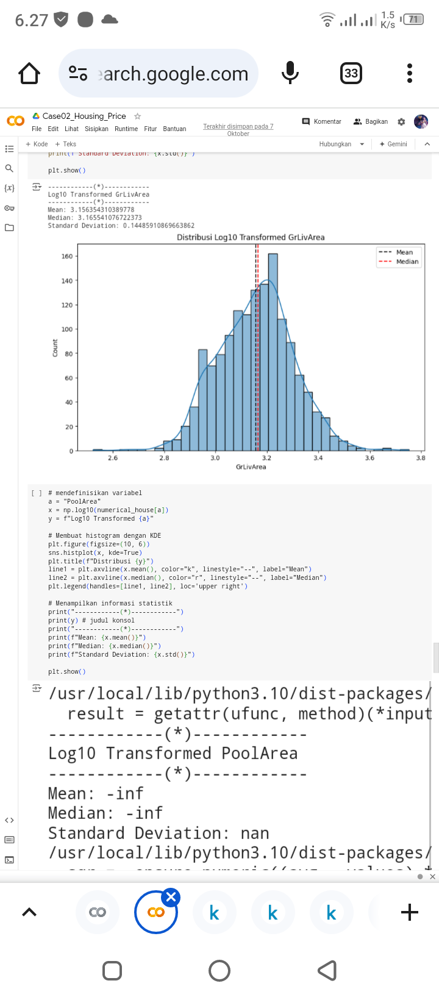 6.27
1.5
K/s
71
arch.google.com
33
Case02_Housing_Price
File Edit Lihat Sisipkan Runtime Fitur Bantuan
Terakhir disimpan pada 7
Oktober
Komentar
Bagikan
+ Kode + Teks
Hubungkan
Gemini
print(f"Standard Deviation: {x.std()}")
plt.show()
------------(*)------------
Log10 Transformed GrLivArea
------------(*)------------
Mean: 3.156354310389778
Median: 3.165541076722373
Standard Deviation: 0.14485910869663862
Distribusi Log10 Transformed GrLivArea
Mean
Median
160
140
120
100
80
60
40
20
0
Count
2.6 2.8 3.0 3.2 3.4 3.6 3.8
GrLivArea
[ ] # mendefinisikan variabel
a = "PoolArea"
x = np.log10(numerical_house[a])
y = f"Log10 Transformed {a}"
# Membuat histogram dengan KDE
plt.figure(figsize=(10, 6))
sns.histplot(x, kde=True)
plt.title(f"Distribusi {y}")
line1 = plt.axvline(x.mean(), color="k", linestyle="--", label="Mean")
line2 = plt.axvline(x.median(), color="r", linestyle="--", label="Median")
plt.legend(handles=[line1, line2], loc='upper right')
# Menampilkan informasi statistik
print("------------(*)------------")
print(y) # judul konsol
print("------------(*)------------")
print(f"Mean: {x.mean()}")
print(f"Median: {x.median()}")
print(f"Standard Deviation: {x.std()}")
plt.show()
/usr/local/lib/python3.10/dist-packages/
result = getattr(ufunc, method)(*input
------------(*)------------
Log10 Transformed PoolArea
------------(*)------------
Mean: -inf
Median: -inf
Standard Deviation: nan
/usr/local/lib/python3.10/dist-packages/